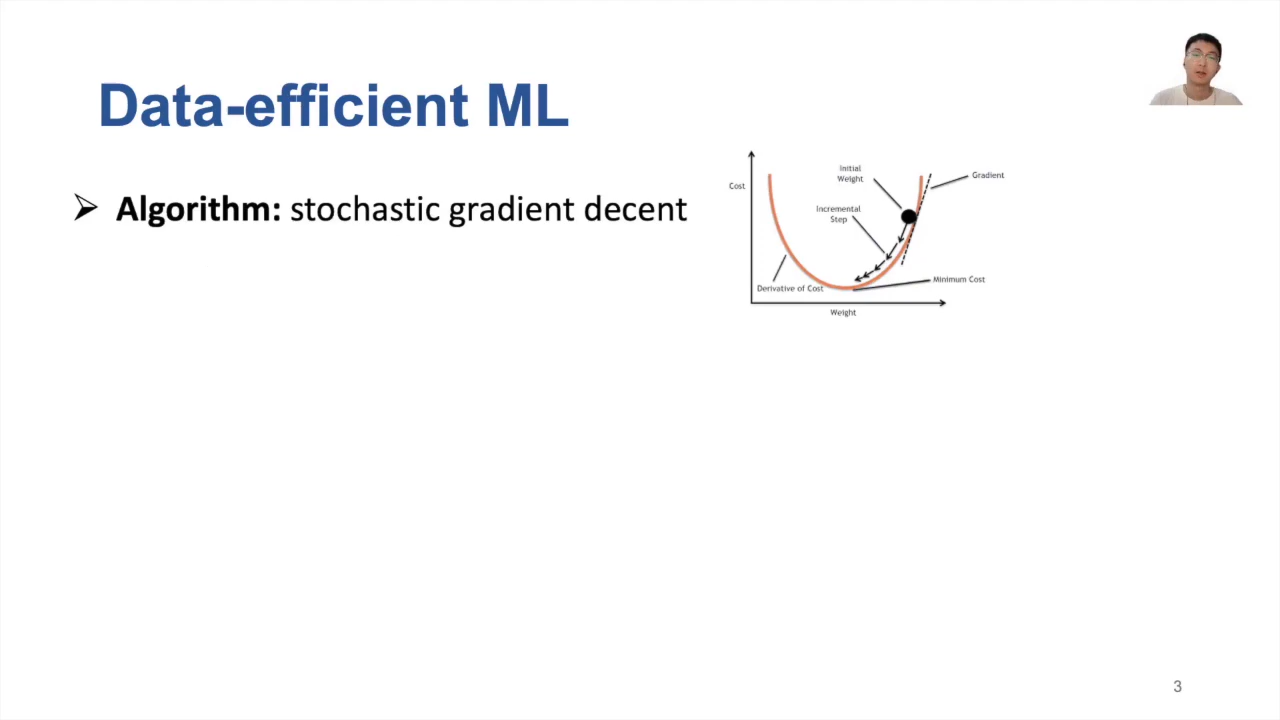 Data-efficient ML
➢ Algorithm: stochastic gradient decent
Cost
Initial
Weight
Gradient
Incremental
Step
Minimum Cost
Derivative of Cost
Weight
3